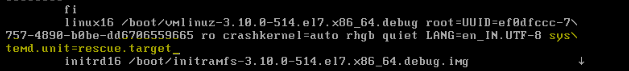 fi
linux16 /boot/vmlinuz-3.10.0-514.el7.x86_64.debug root=UUID=ef0dfccc-7\
757-4890-b0be-dd6706559665 ro crashkernel=auto rhgb quiet LANG=en_IN.UTF-8 sys\
temd.unit=rescue.target_
initrd16 /boot/initramfs-3.10.0-514.el7.x86_64.debug.img ↓